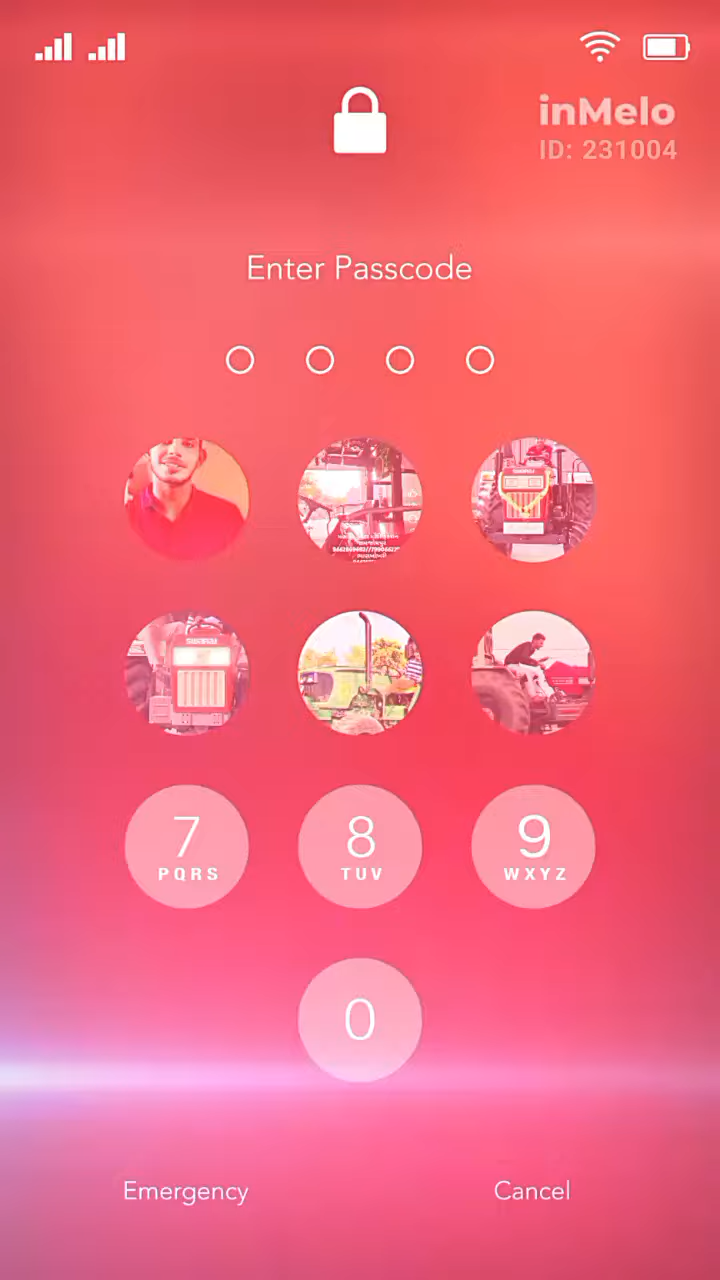 inMelo
ID: 231004
Enter Passcode
7
PQRS
8
TUV
9
WXYZ
0
Emergency
Cancel